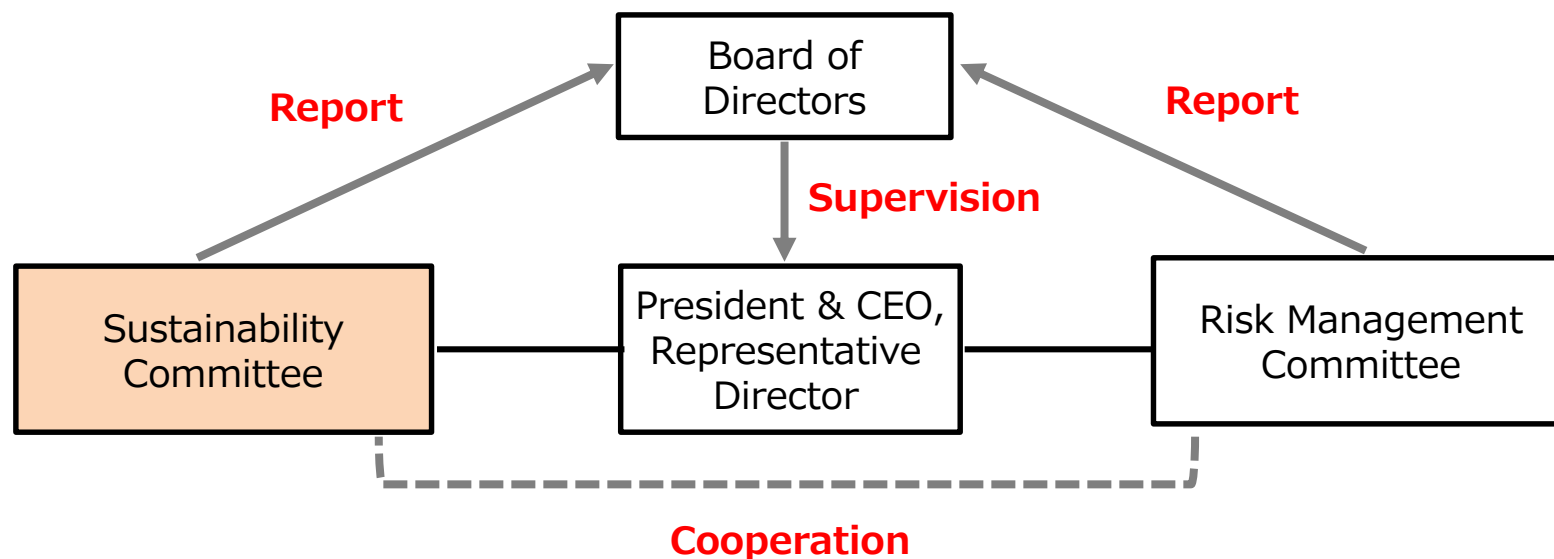 Board of
Directors
Report
Report
Supervision
Sustainability
Committee
President & CEO,
Representative
Director
Risk Management
Committee
Cooperation